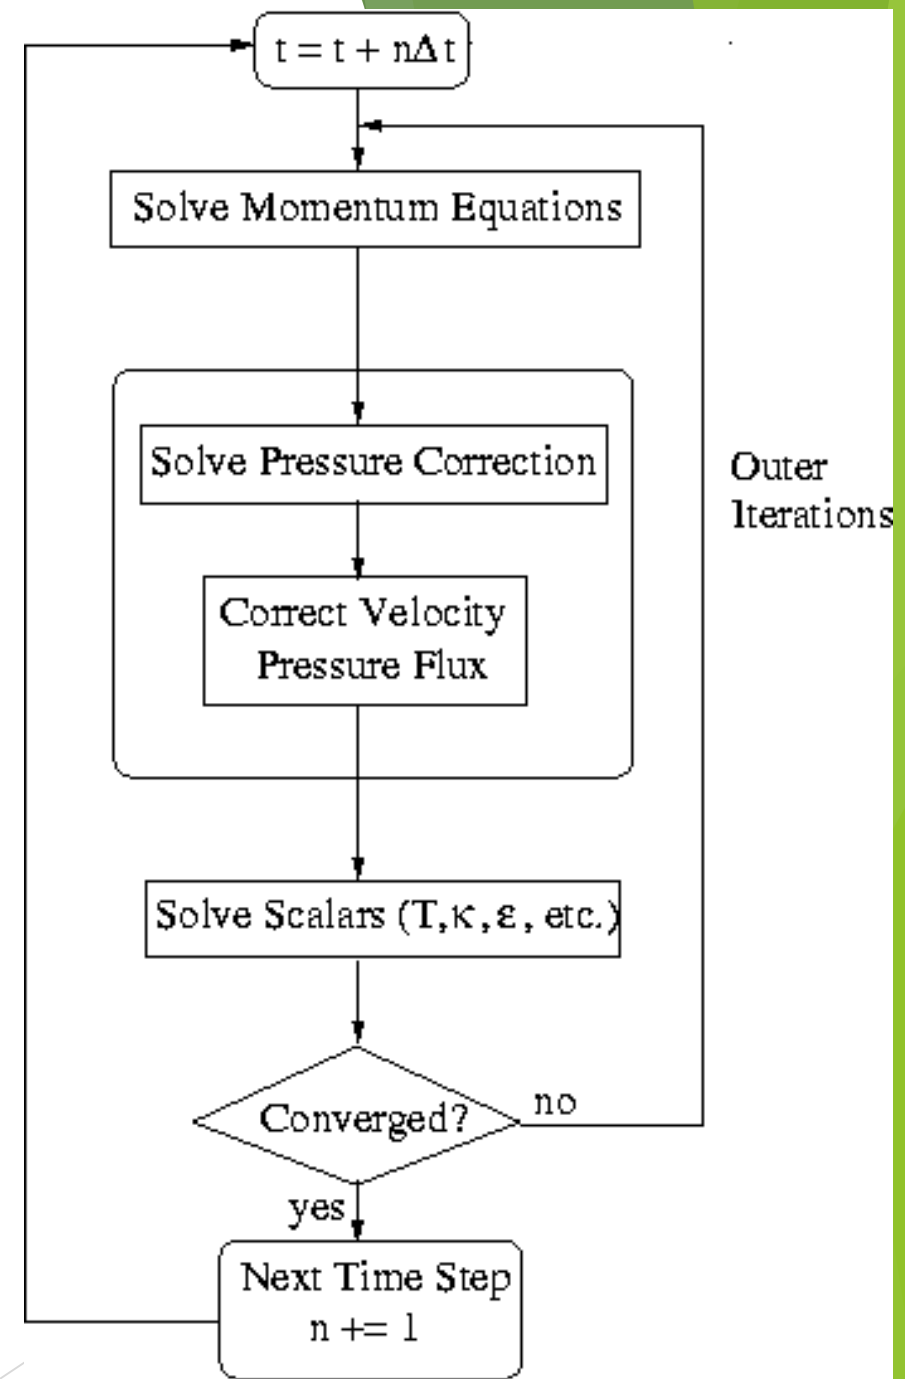 t = t + nΔt
Solve Momentum Equations
Solve Pressure Correction
Outer
Iterations
Correct Velocity
Pressure Flux
Solve Scalars (T,κ,ε, etc.)
Converged?
no
yes
Next Time Step
n += 1